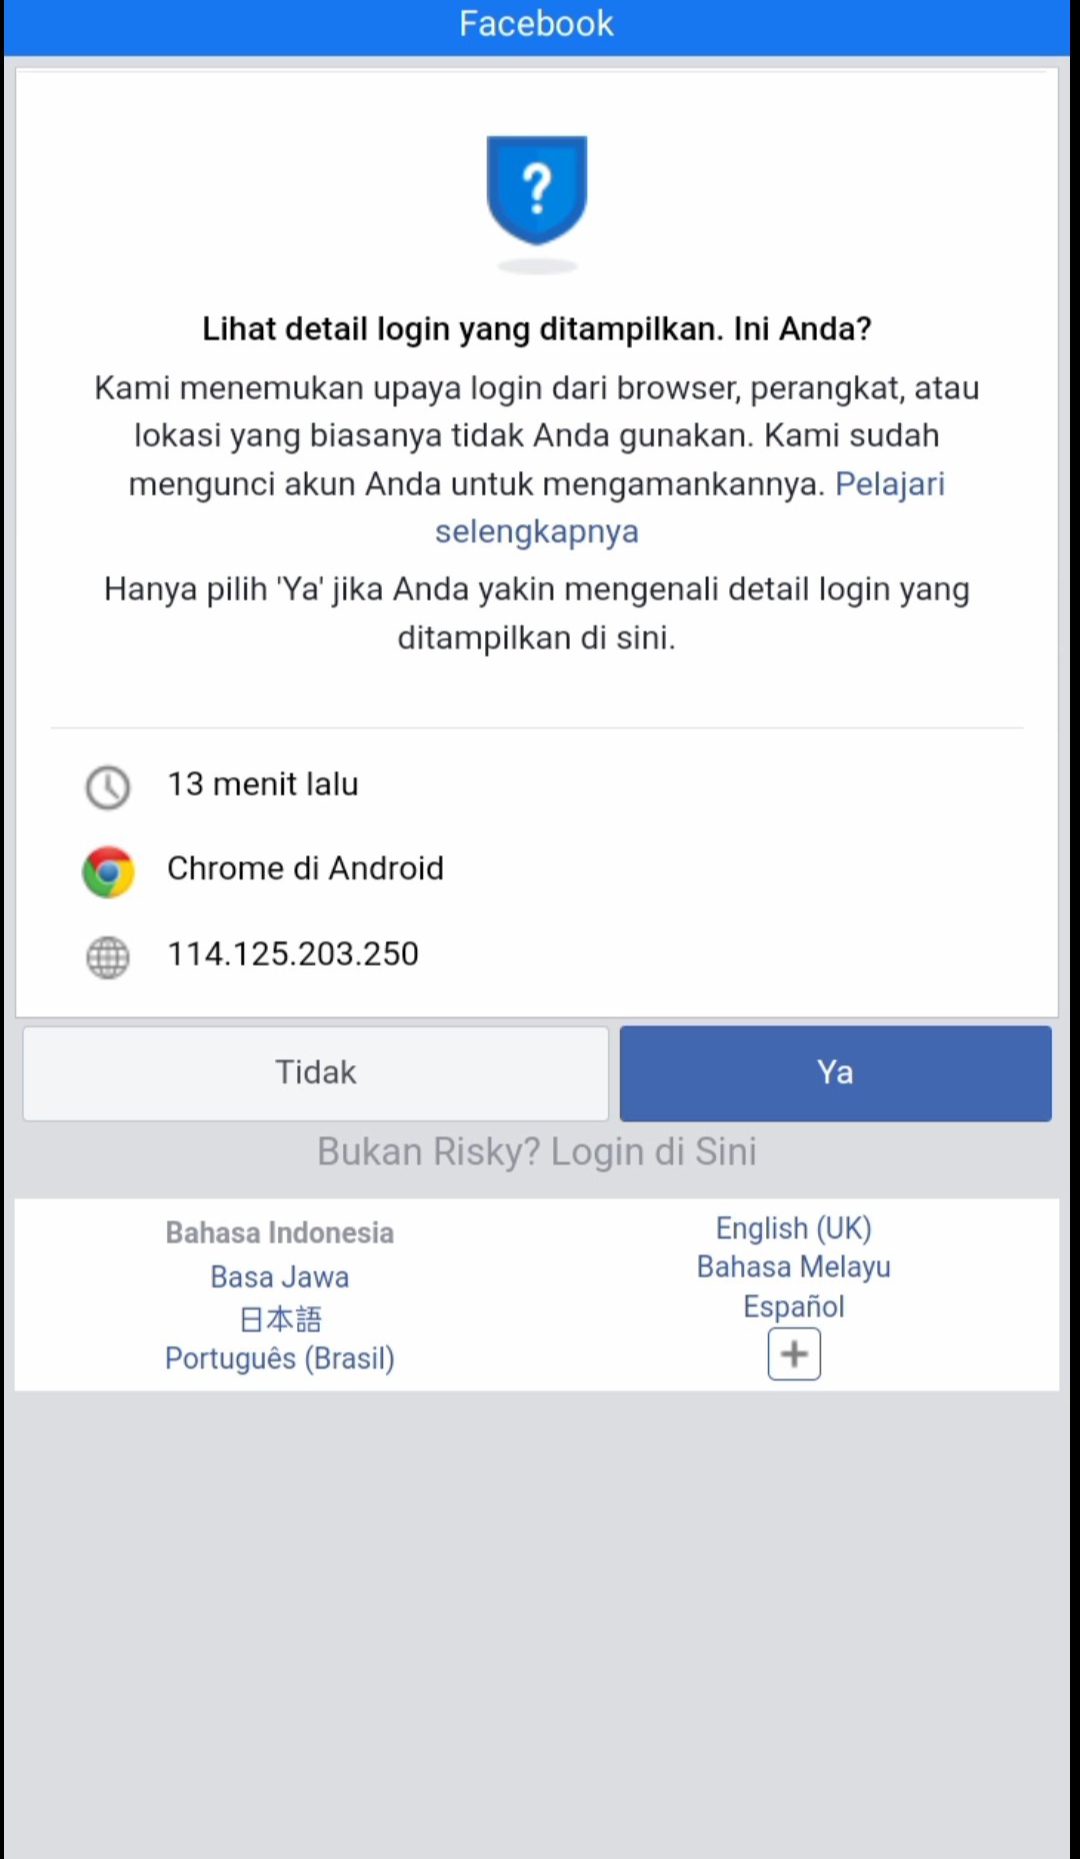 Facebook
?
Lihat detail login yang ditampilkan. Ini Anda?
Kami menemukan upaya login dari browser, perangkat, atau
lokasi yang biasanya tidak Anda gunakan. Kami sudah
mengunci akun Anda untuk mengamankannya. Pelajari
selengkapnya
Hanya pilih 'Ya' jika Anda yakin mengenali detail login yang
ditampilkan di sini.
13 menit lalu
Chrome di Android
114.125.203.250
Tidak
Ya
Bukan Risky? Login di Sini
Bahasa Indonesia
Basa Jawa
日本語
Português (Brasil)
English (UK)
Bahasa Melayu
Español
+